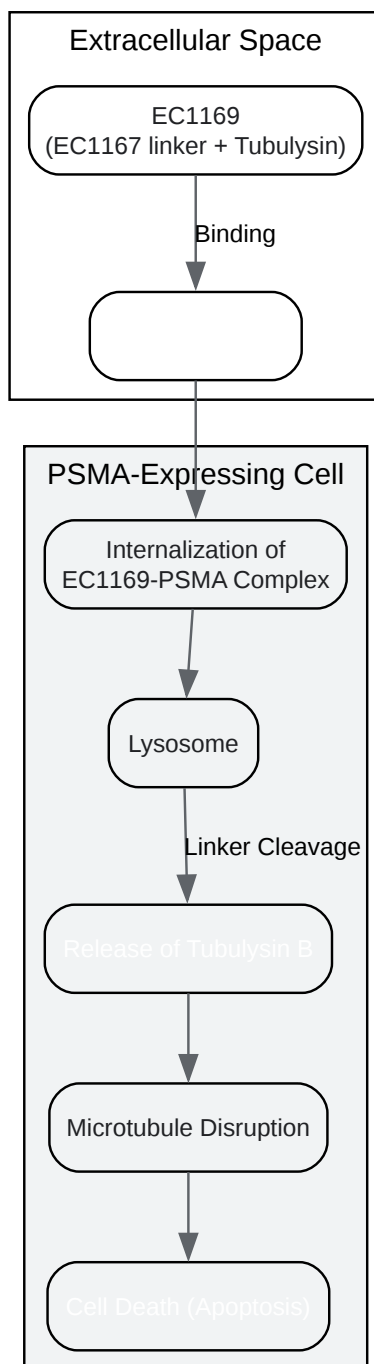 Extracellular Space
EC1169
(EC1167 linker + Tubulysin)
Binding
PSMA-Expressing Cell
Internalization of
EC1169-PSMA Complex
Lysosome
Linker Cleavage
Release of Tubulysin B
Microtubule Disruption
Cell Death (Apoptosis)